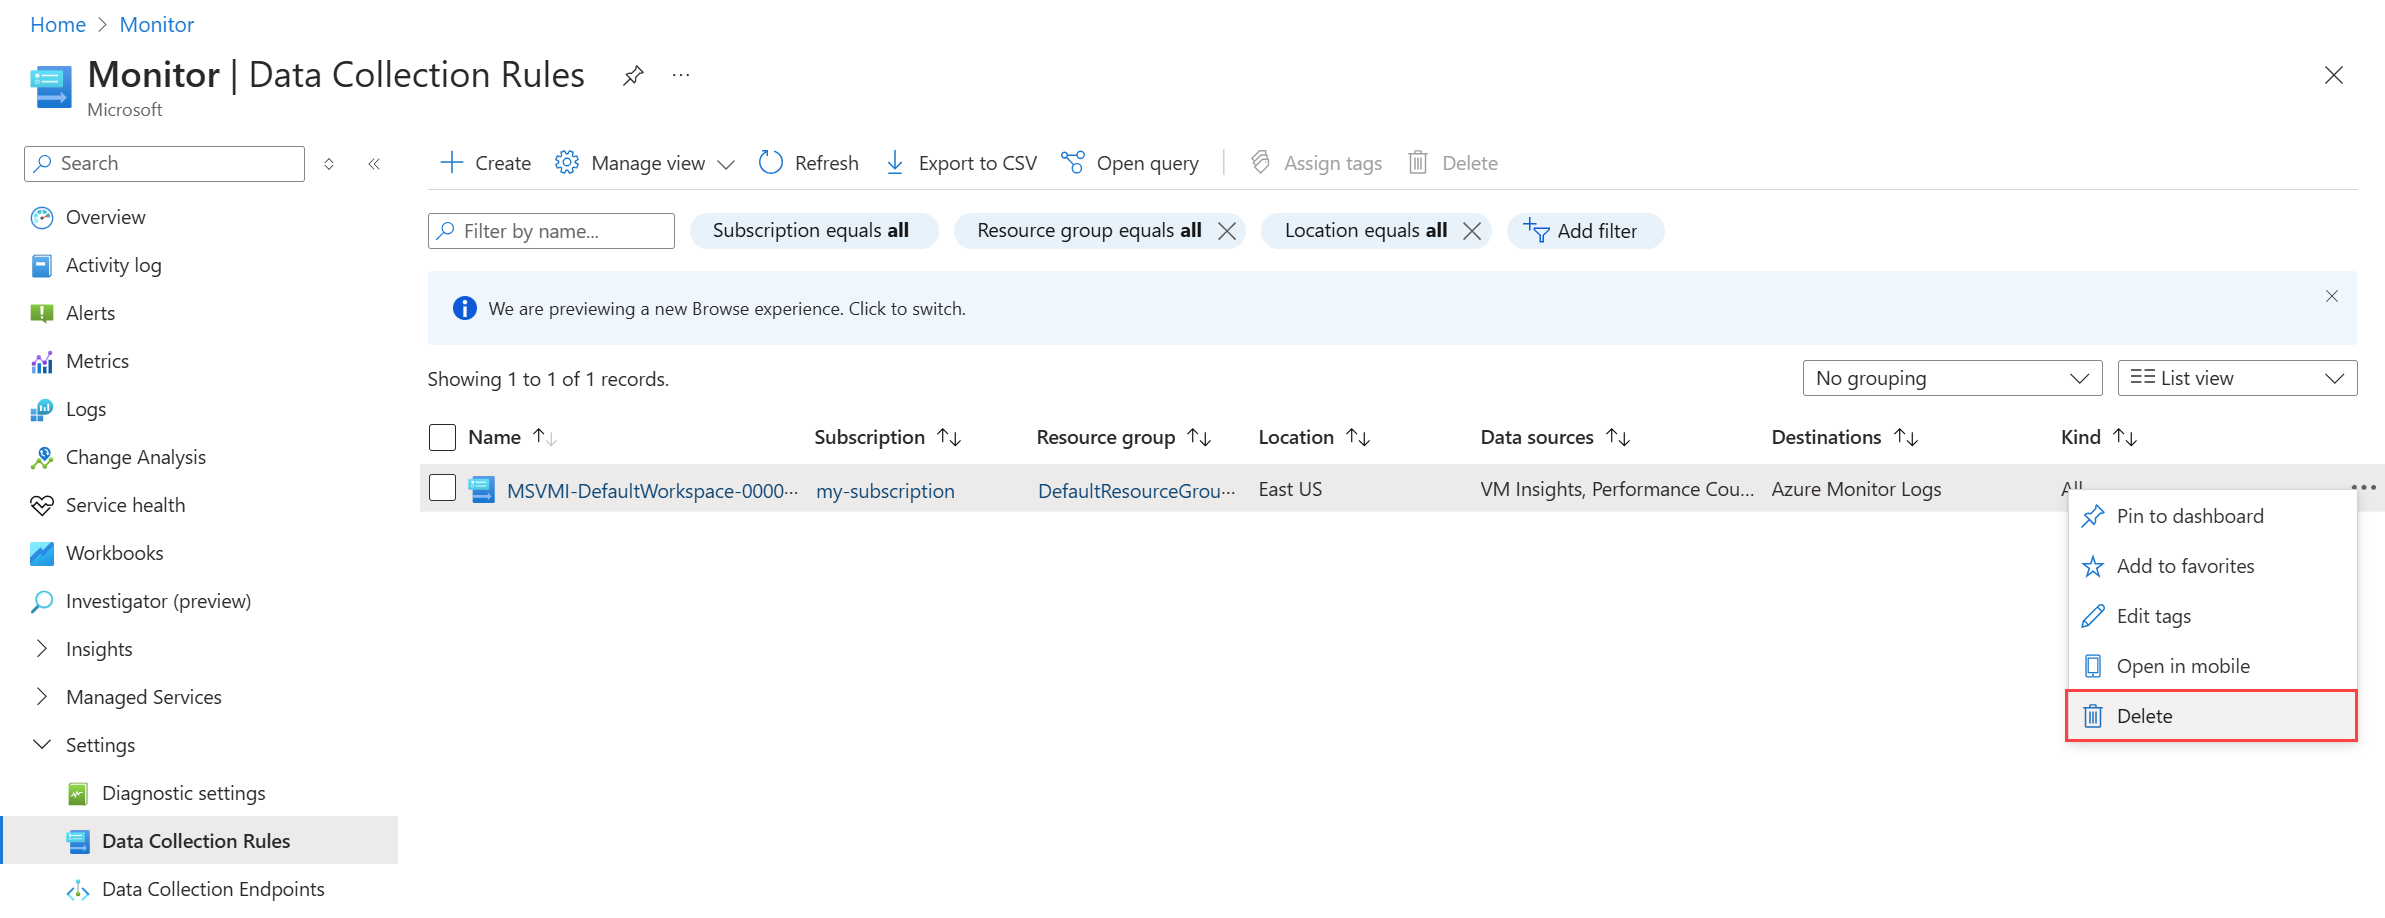 Home > Monitor
Monitor | Data Collection Rules ...
Microsoft
Search
Overview
Activity log
Alerts
Metrics
Logs
Change Analysis
Service health
Workbooks
Investigator (preview)
Insights
Managed Services
Settings
Diagnostic settings
Data Collection Rules
Data Collection Endpoints
Create Manage view Refresh Export to CSV Open query | Assign tags Delete
Filter by name... Subscription equals all Resource group equals all Location equals all Add filter
We are previewing a new Browse experience. Click to switch.
Showing 1 to 1 of 1 records. No grouping List view
Name Subscription Resource group Location Data sources Destinations Kind
MSVMI-DefaultWorkspace-0000... my-subscription DefaultResourceGrou... East US VM Insights, Performance Cou... Azure Monitor Logs All ...
Pin to dashboard
Add to favorites
Edit tags
Open in mobile
Delete